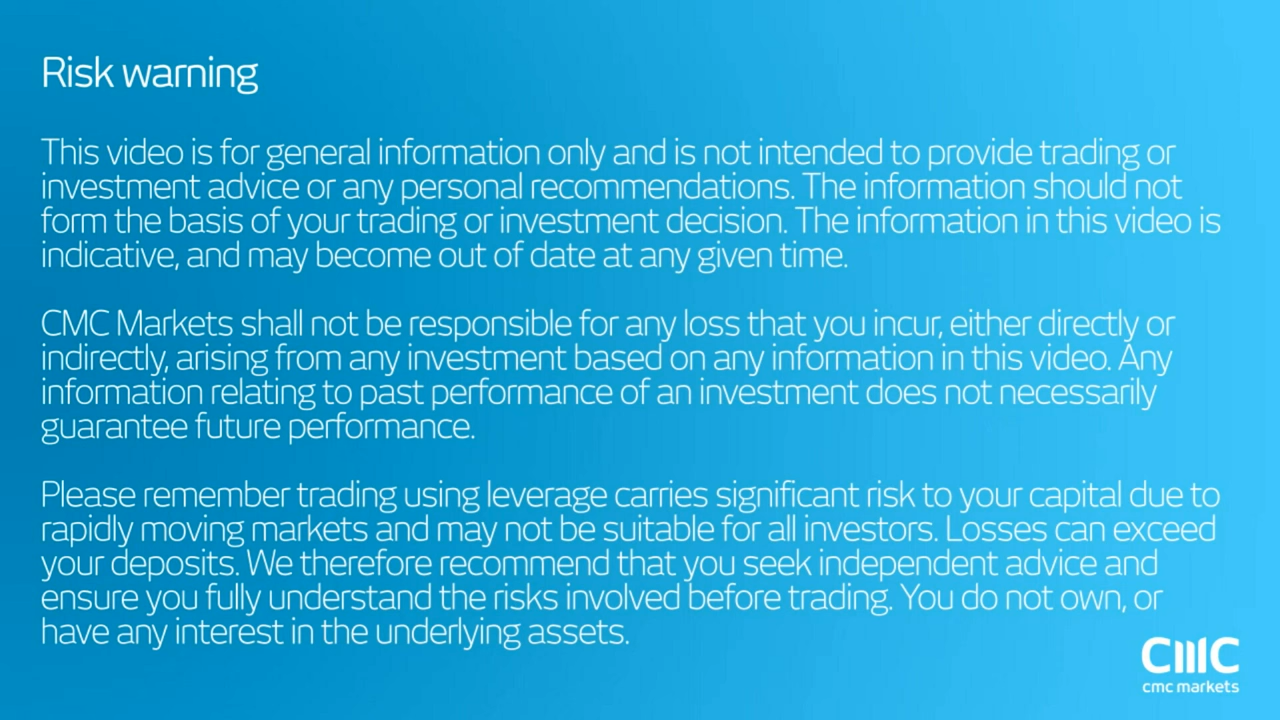 Risk warning
This video is for general information only and is not intended to provide trading or
investment advice or any personal recommendations. The information should not
form the basis of your trading or investment decision. The information in this video is
indicative, and may become out of date at any given time.
CMC Markets shall not be responsible for any loss that you incur, either directly or
indirectly, arising from any investment based on any information in this video. Any
information relating to past performance of an investment does not necessarily
guarantee future performance.
Please remember trading using leverage carries significant risk to your capital due to
rapidly moving markets and may not be suitable for all investors. Losses can exceed
your deposits. We therefore recommend that you seek independent advice and
ensure you fully understand the risks involved before trading. You do not own, or
have any interest in the underlying assets.
CMC
cmc markets